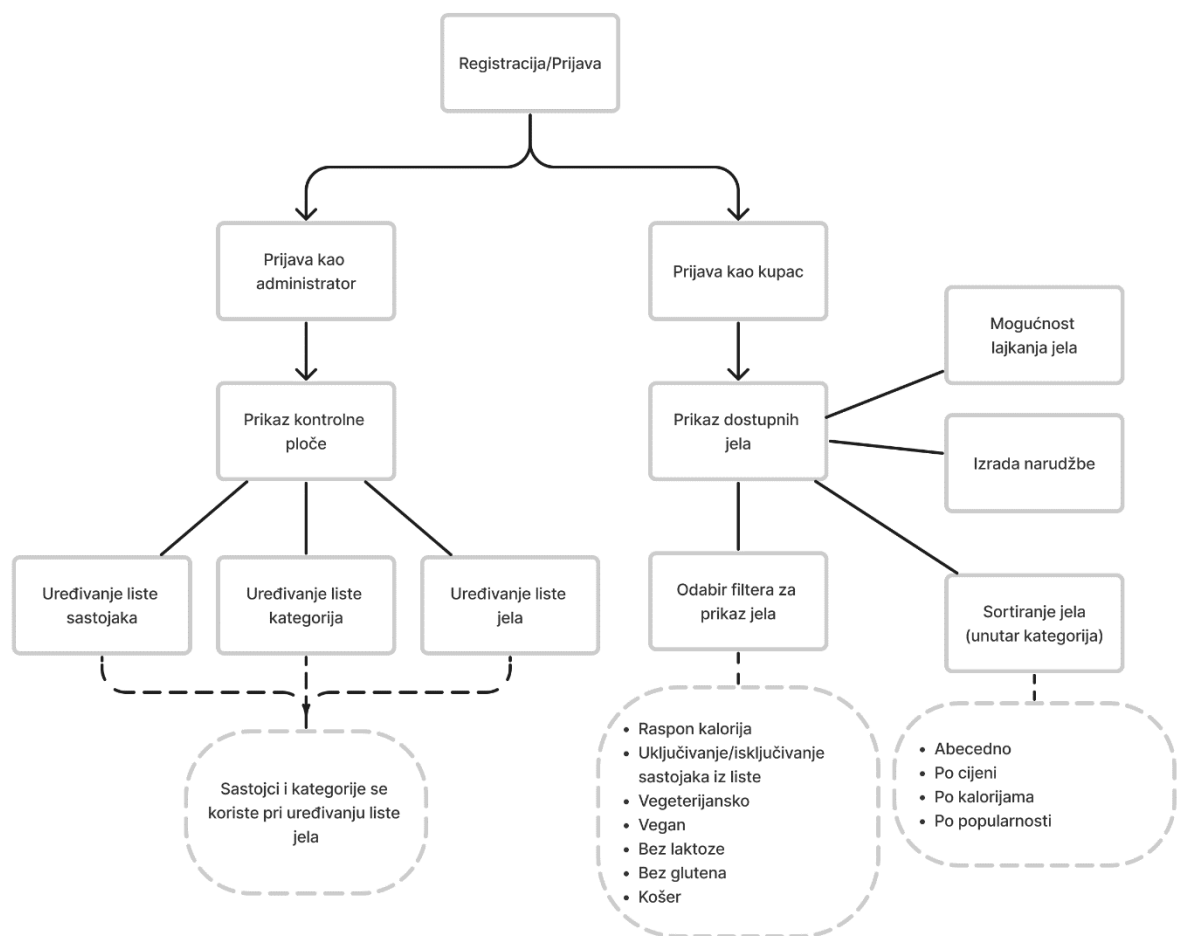 Registracija/Prijava
Prijava kao
administrator
Prijava kao kupac
Mogućnost
lajkanja jela
Prikaz kontrolne
ploče
Prikaz dostupnih
jela
Izrada narudžbe
Uređivanje liste
sastojaka
Uređivanje liste
kategorija
Uređivanje liste
jela
Odabir filtera za
prikaz jela
Sortiranje jela
(unutar kategorija)
Sastojci i kategorije se
koriste pri uređivanju liste
jela
• Raspon kalorija
• Uključivanje/isključivanje
sastojaka iz liste
• Vegeterijansko
• Vegan
• Bez laktoze
• Bez glutena
• Košer
• Abecedno
• Po cijeni
• Po kalorijama
• Po popularnosti